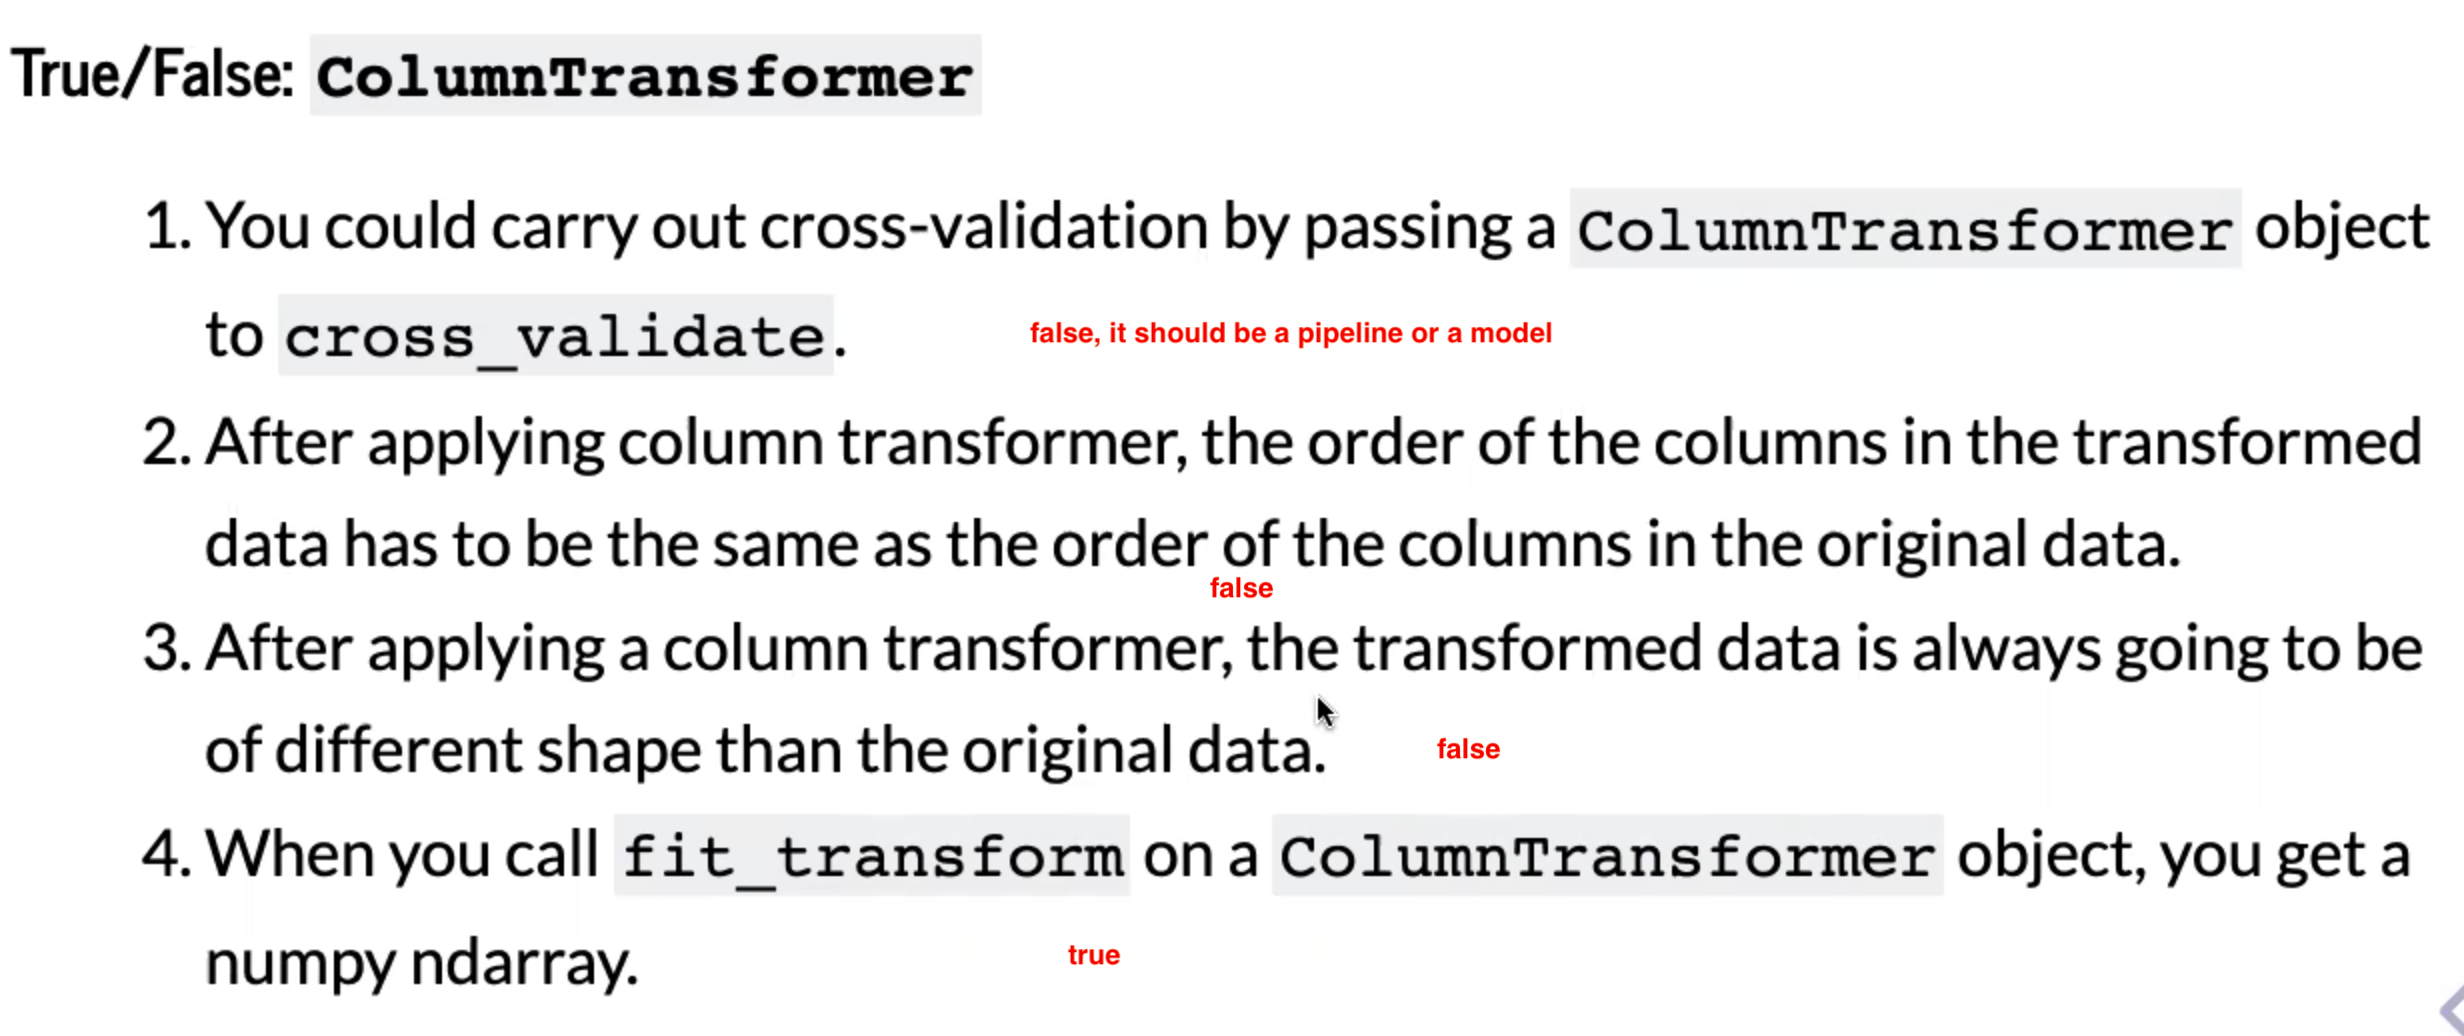 True/False: ColumnTransformer
1. You could carry out cross-validation by passing a ColumnTransformer object
to cross_validate.
false, it should be a pipeline or a model
2. After applying column transformer, the order of the columns in the transformed
data has to be the same as the order of the columns in the original data.
false
3. After applying a column transformer, the transformed data is always going to be
of different shape than the original data.
false
4. When you call fit_transform on a ColumnTransformer object, you get a
numpy ndarray.
true